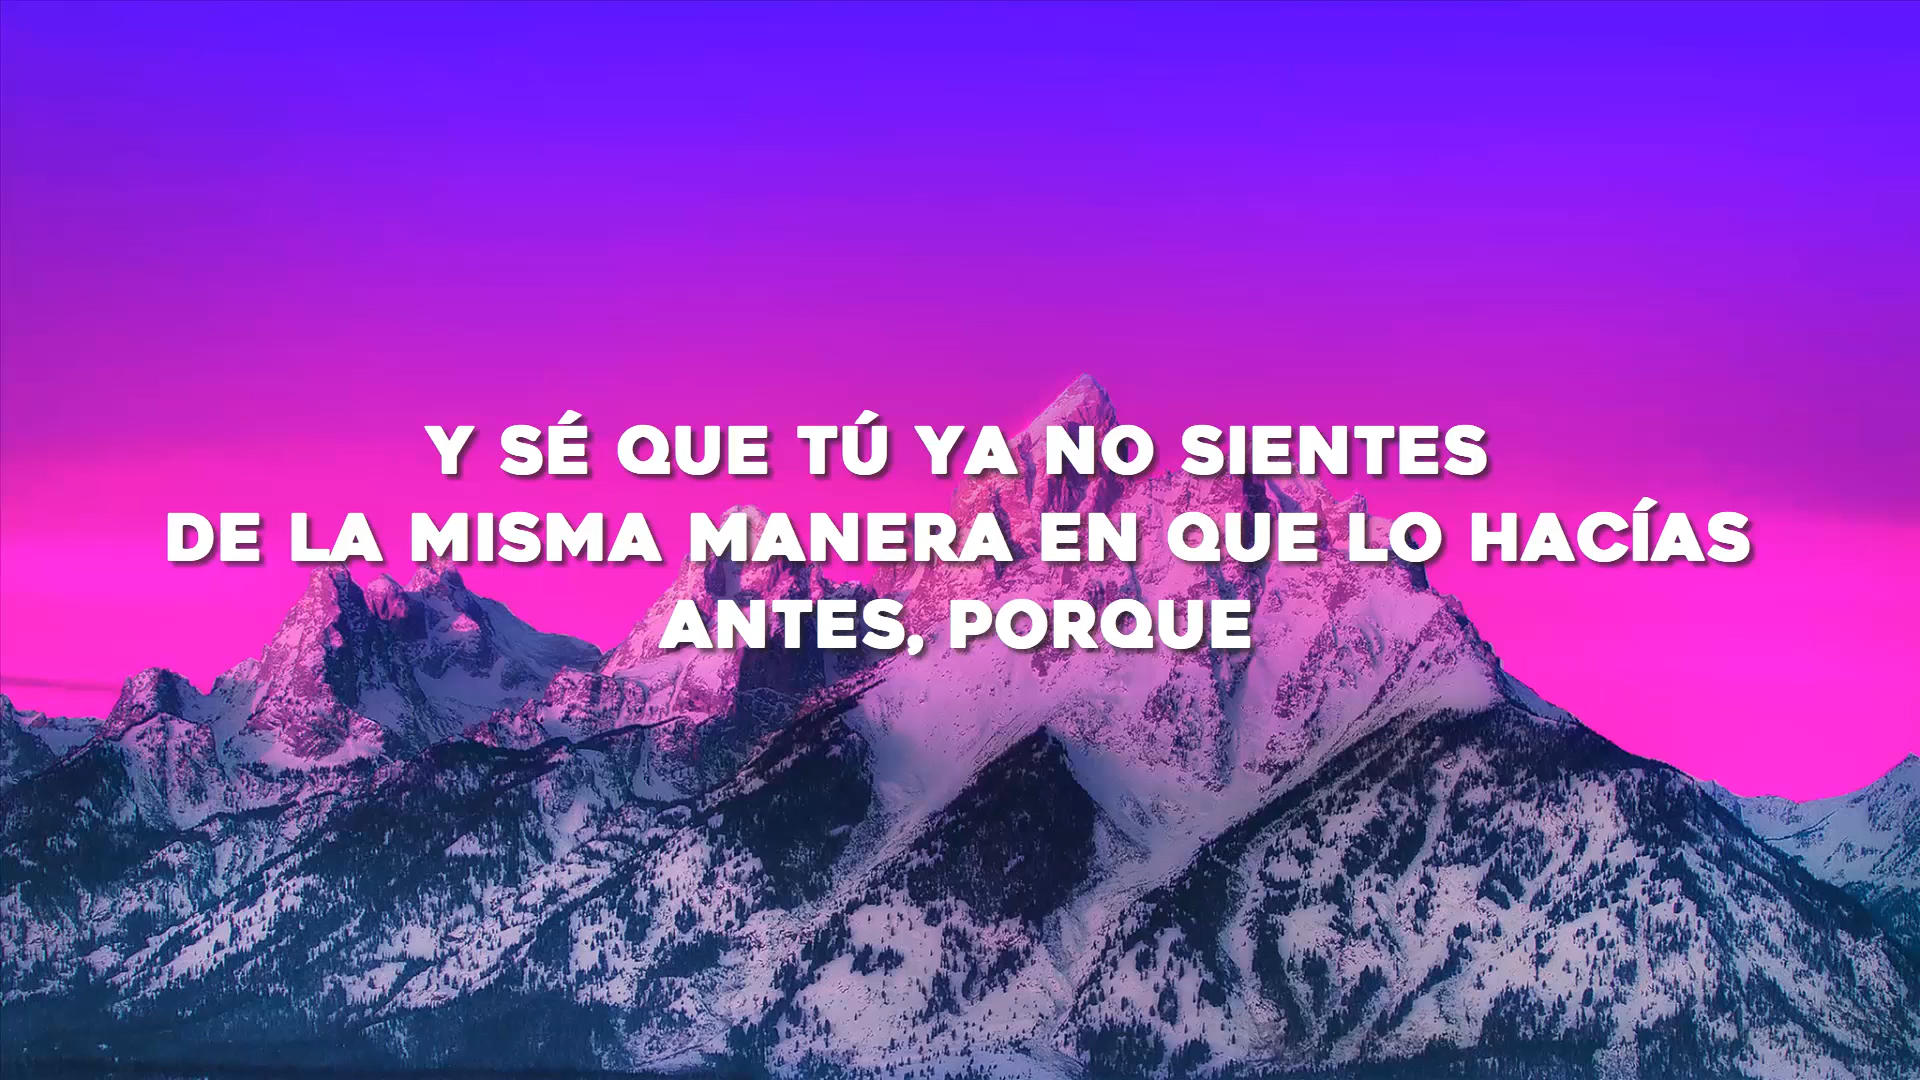 Y SÉ QUE TÚ YA NO SIENTES
DE LA MISMA MANERA EN QUE LO HACÍAS
ANTES, PORQUE